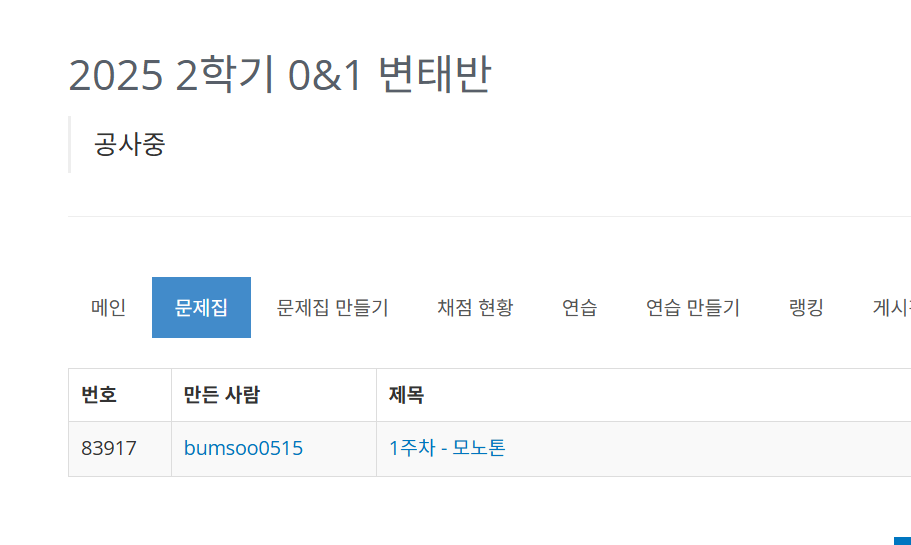 2025 2학기 0&1 변태반
공사중
메인 문제집 문제집 만들기 채점 현황 연습 연습 만들기 랭킹
번호 만든 사람 제목
83917 bumsoo0515 1주차 - 모노톤